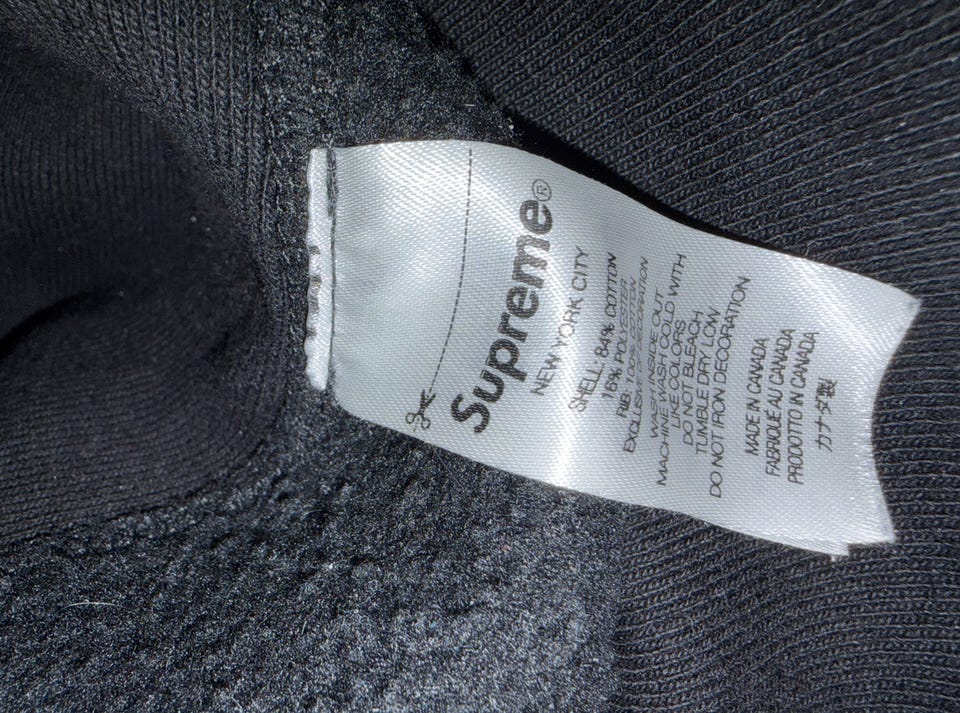 Supreme®
NEW YORK CITY
SHELL: 84% COTTON
16% POLYESTER
RIB: 100% COTTON
EXCLUSIVE DECORATION
WASH INSIDE OUT
MACHINE WASH COLD WITH
LIKE COLORS
DO NOT BLEACH
TUMBLE DRY LOW
DO NOT IRON DECORATION
MADE IN CANADA
FABRIQUÉ AU CANADA
PRODOTTO IN CANADA
カナダ製